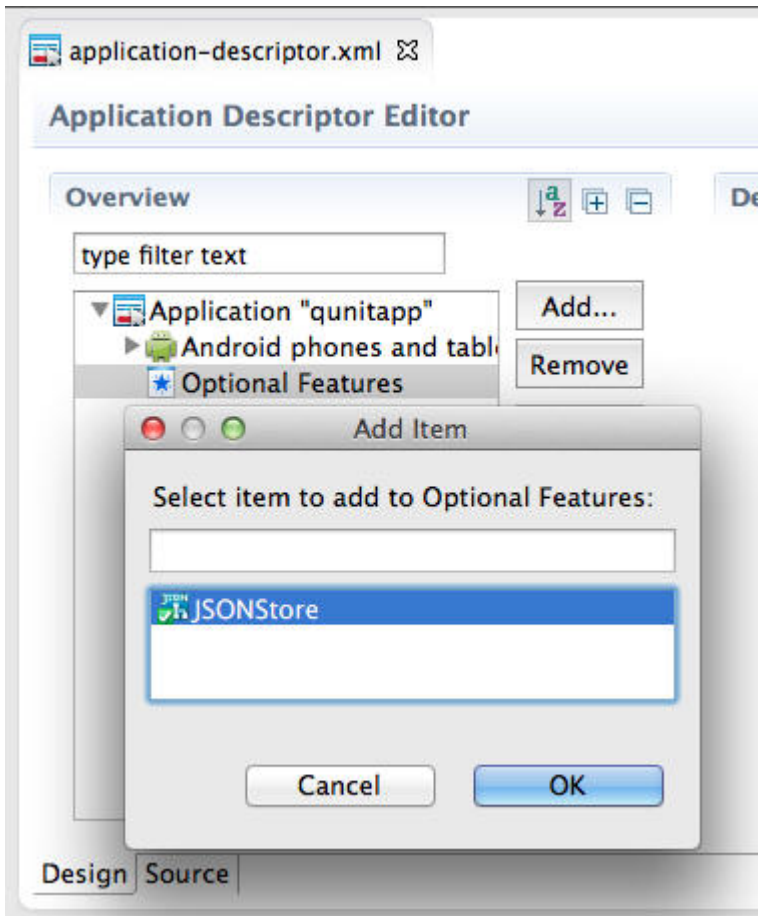 application-descriptor.xml
Application Descriptor Editor
Overview
type filter text
Application "qunitapp"
Android phones and tabl
Optional Features
Add...
Remove
Add Item
Select item to add to Optional Features:
JSONStore
Cancel
OK
Design
Source